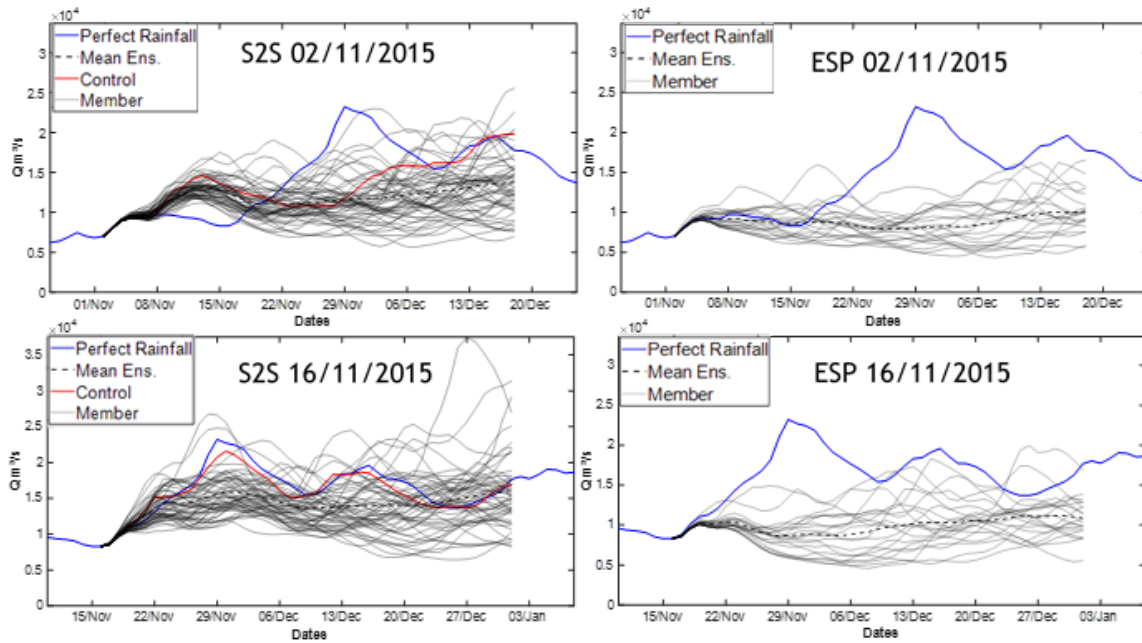 ×10⁴
S2S 02/11/2015
Perfect Rainfall
Mean Ens.
Control
Member
Q m³/s
3
2.5
2
1.5
1
0.5
0
01/Nov 08/Nov 15/Nov 22/Nov 29/Nov 06/Dec 13/Dec 20/Dec
Dates
×10⁴
ESP 02/11/2015
Perfect Rainfall
Mean Ens.
Member
Q m³/s
3
2.5
2
1.5
1
0.5
0
01/Nov 08/Nov 15/Nov 22/Nov 29/Nov 06/Dec 13/Dec 20/Dec
Dates
×10⁴
S2S 16/11/2015
Perfect Rainfall
Mean Ens.
Control
Member
Q m³/s
3.5
3
2.5
2
1.5
1
0.5
0
15/Nov 22/Nov 29/Nov 06/Dec 13/Dec 20/Dec 27/Dec 03/Jan
Dates
×10⁴
ESP 16/11/2015
Perfect Rainfall
Mean Ens.
Member
Q m³/s
3
2.5
2
1.5
1
0.5
0
15/Nov 22/Nov 29/Nov 06/Dec 13/Dec 20/Dec 27/Dec 03/Jan
Dates